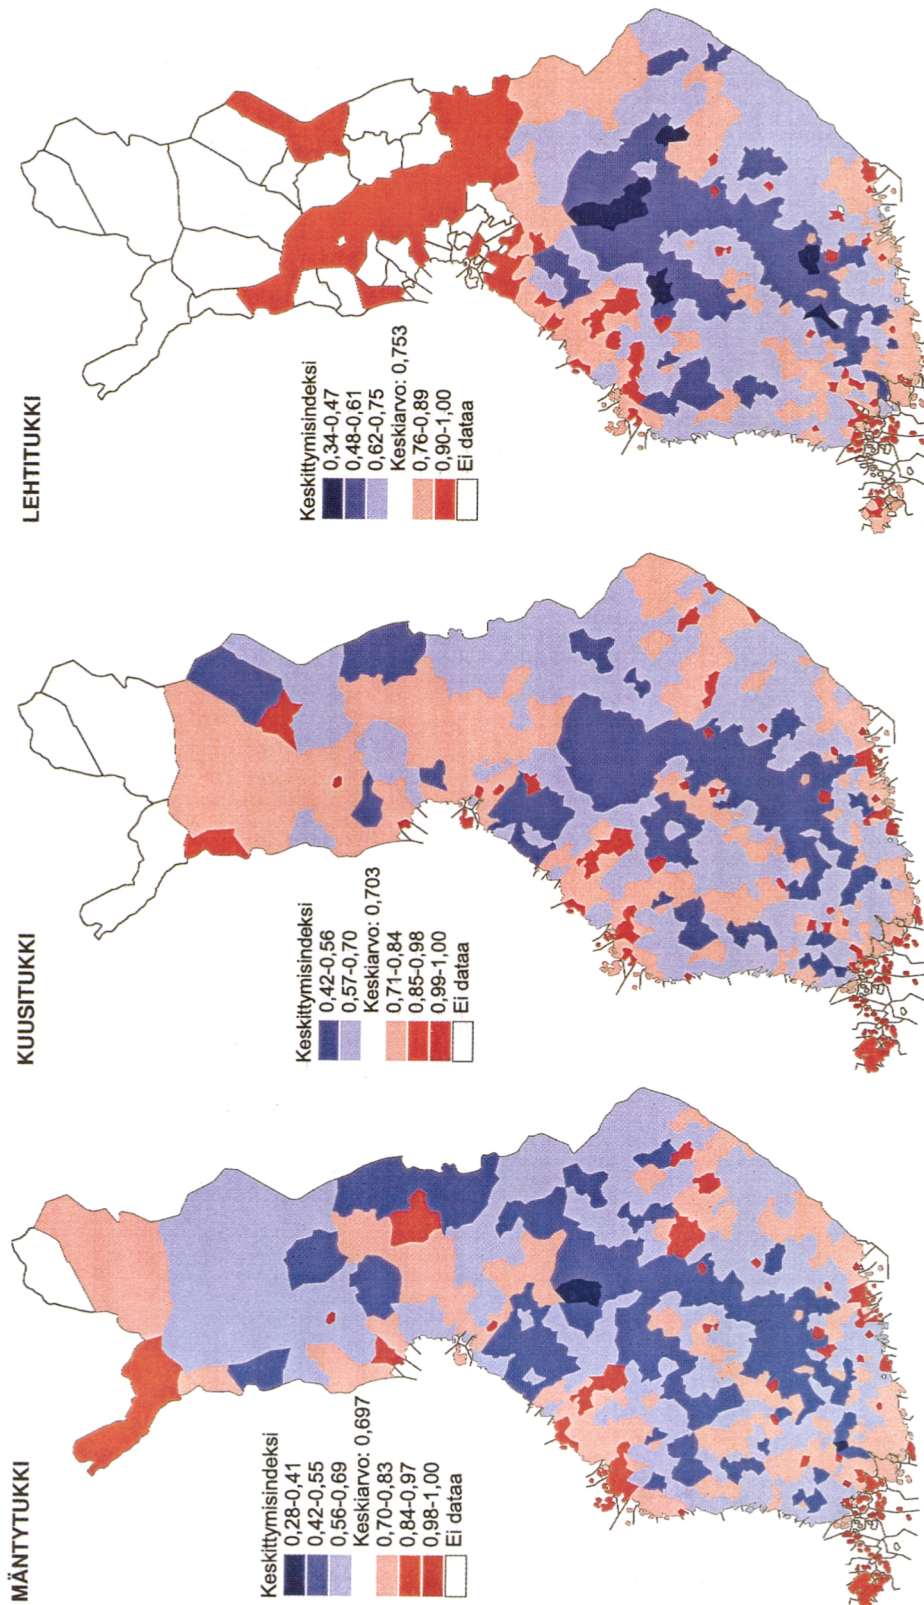 MÄNTYTUKKI
Keskittymisindeksi
0,28-0,41
0,42-0,55
0,56-0,69
Keskiarvo: 0,697
0,70-0,83
0,84-0,97
0,98-1,00
Ei dataa
KUUSITUKKI
Keskittymisindeksi
0,42-0,56
0,57-0,70
Keskiarvo: 0,703
0,71-0,84
0,85-0,98
0,99-1,00
Ei dataa
LEHTITUKKI
Keskittymisindeksi
0,34-0,47
0,48-0,61
0,62-0,75
Keskiarvo: 0,753
0,76-0,89
0,90-1,00
Ei dataa